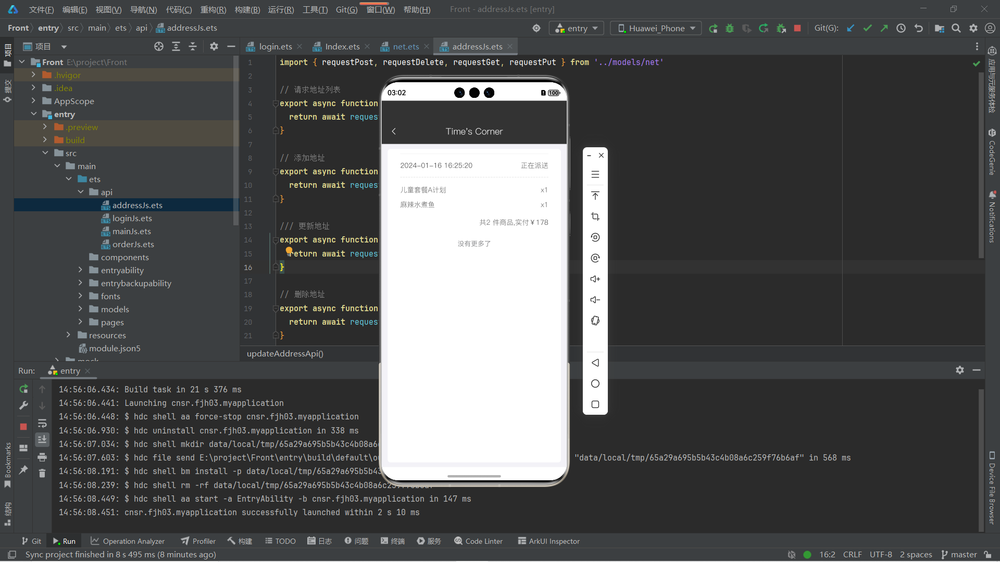 文件(F) 编辑(E) 视图(V) 导航(N) 代码(C) 重构(R) 构建(B) 运行(R) 工具(T) Git(G) 窗口(W) 帮助(H) Front - addressJs.ets [entry]
Front entry src main ets api addressJs.ets entry Huawei_Phone Git(G):
项目
login.ets Index.ets net.ets addressJs.ets
项目
提交
Bookmarks
结构
Front E:\project\Front
.hvigor
.idea
AppScope
entry
.preview
build
src
main
ets
api
addressJs.ets
loginJs.ets
mainJs.ets
orderJs.ets
components
entryability
entrybackupability
fonts
models
pages
resources
module.json5
mock
1 import { requestPost, requestDelete, requestGet, requestPut } from '../models/net'
2
3 // 请求地址列表
4 export async function
5 return await reques
6 }
7
8 // 添加地址
9 export async function
10 return await reques
11 }
12
13 /// 更新地址
14 export async function
15 return await reques
16 }
17
18 // 删除地址
19 export async function
20 return await reques
21 }
updateAddressApi()
03:02 100
Time's Corner
2024-01-16 16:25:20 正在派送
儿童套餐A计划 x1
麻辣水煮鱼 x1
共2 件商品,实付￥178
没有更多了
应用与元服务体检
CodeGenie
Notifications
Device File Browser
Run: entry
14:56:06.434: Build task in 21 s 376 ms
14:56:06.441: Launching cnsr.fjh03.myapplication
14:56:06.448: $ hdc shell aa force-stop cnsr.fjh03.myapplication
14:56:06.930: $ hdc uninstall cnsr.fjh03.myapplication in 338 ms
14:56:07.034: $ hdc shell mkdir data/local/tmp/65a29a695b5b43c4b08a6c
14:56:07.603: $ hdc file send E:\project\Front\entry\build\default\ou "data/local/tmp/65a29a695b5b43c4b08a6c259f76b6af" in 568 ms
14:56:08.191: $ hdc shell bm install -p data/local/tmp/65a29a695b5b43
14:56:08.239: $ hdc shell rm -rf data/local/tmp/65a29a695b5b43c4b08a6c259f76b6af
14:56:08.449: $ hdc shell aa start -a EntryAbility -b cnsr.fjh03.myapplication in 147 ms
14:56:08.451: cnsr.fjh03.myapplication successfully launched within 2 s 10 ms
Git Run Operation Analyzer Profiler 构建 TODO 日志 问题 终端 服务 Code Linter ArkUI Inspector
Sync project finished in 8 s 495 ms (8 minutes ago) 16:2 CRLF UTF-8 2 spaces master